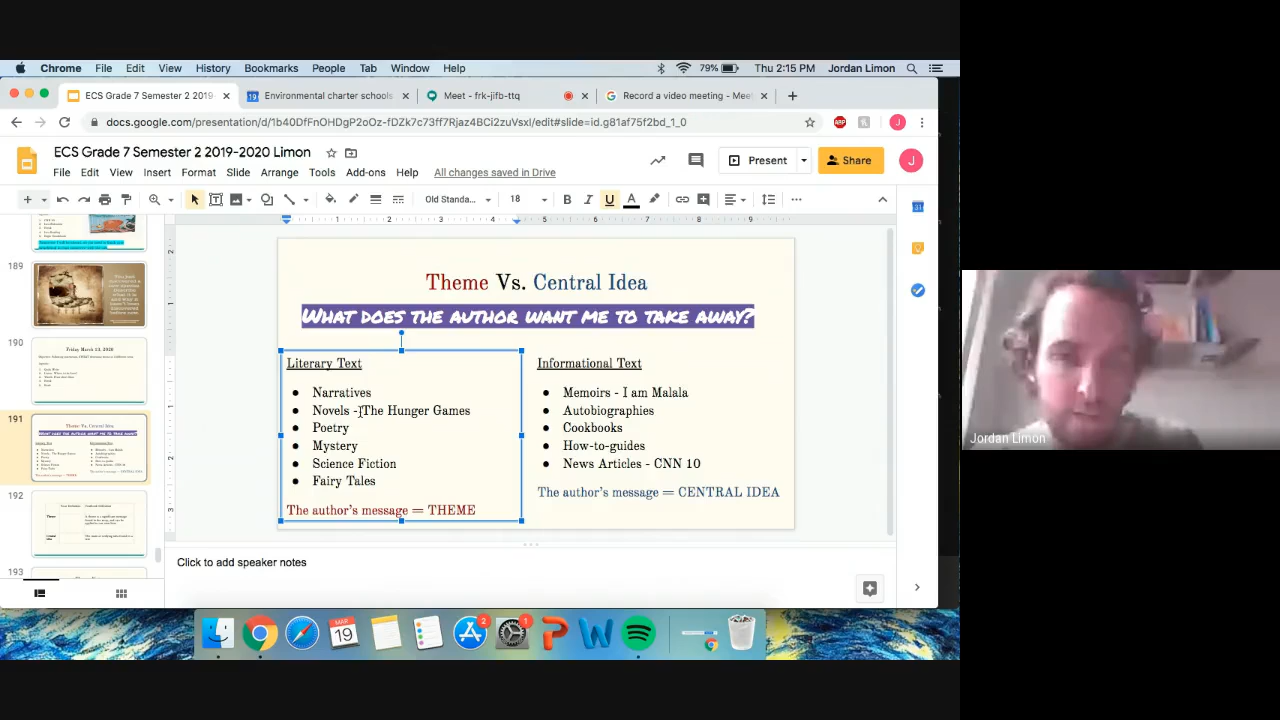 Chrome File Edit View History Bookmarks People Tab Window Help 79% Thu 2:15 PM Jordan Limon
ECS Grade 7 Semester 2 2019- Environmental charter schools Meet - frk-jifb-ttq Record a video meeting - Meet
docs.google.com/presentation/d/1b40DfFnOHDgP2oOz-fDZk7c73ff7Rjaz4BCi2zuVsxI/edit#slide=id.g81af75f2bd_1_0
ECS Grade 7 Semester 2 2019-2020 Limon
Present
Share
J
File Edit View Insert Format Slide Arrange Tools Add-ons Help All changes saved in Drive
Old Standa... 18
189
190
Friday March 13, 2020
191
192
193
Theme Vs. Central Idea
What does the author want me to take away?
Literary Text
Narratives
Novels - The Hunger Games
Poetry
Mystery
Science Fiction
Fairy Tales
The author's message = THEME
Informational Text
Memoirs - I am Malala
Autobiographies
Cookbooks
How-to-guides
News Articles - CNN 10
The author's message = CENTRAL IDEA
Click to add speaker notes
MAR
19
2
1
Jordan Limon